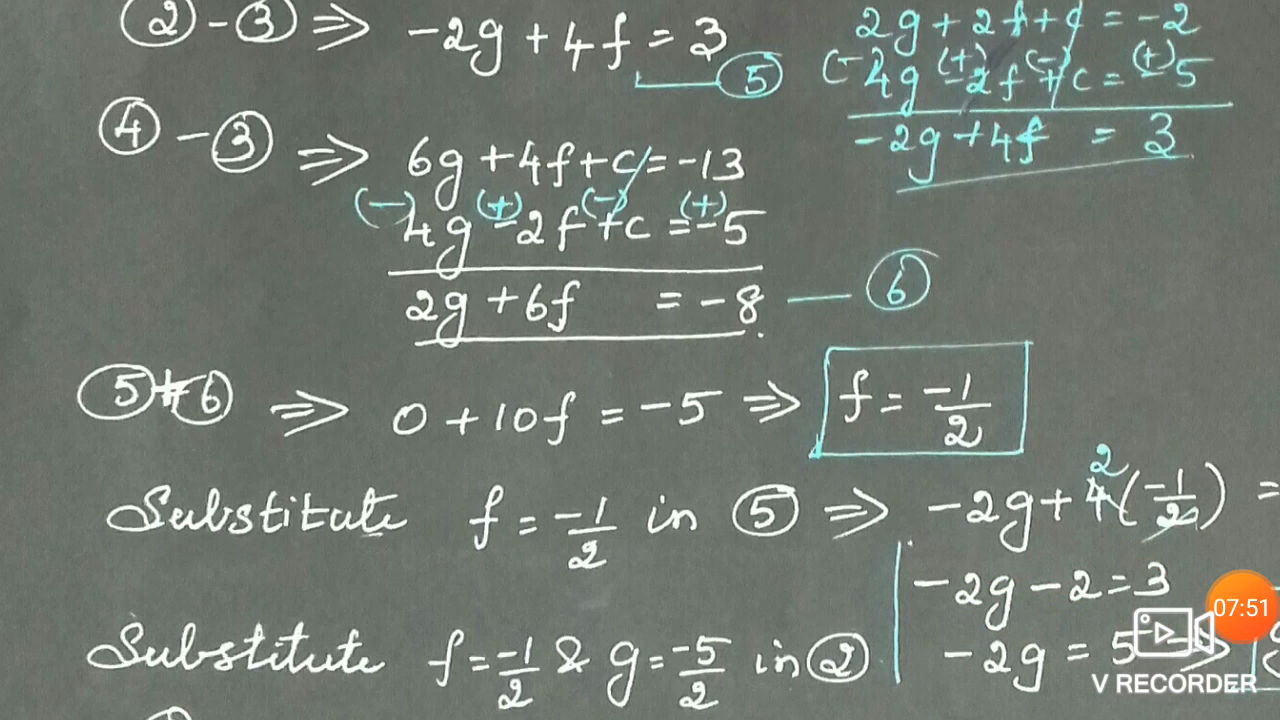 ② - ③ ⇒ -2g + 4f = 3 — ⑤
2g + 2f + c = -2
(-) 4g (+) -2f (-) + c = (+) -5
-2g + 4f = 3
④ - ③ ⇒ 6g + 4f + c = -13
(-) 4g (+) -2f (-) + c = (+) -5
2g + 6f = -8 — ⑥
⑤ + ⑥ ⇒ 0 + 10f = -5 ⇒ f = -1/2
Substitute f = -1/2 in ⑤ ⇒ -2g + 4 2 (-1/2) =
-2g - 2 = 3
-2g = 5 ⇒
Substitute f = -1/2 & g = -5/2 in ②
07:51
V RECORDER